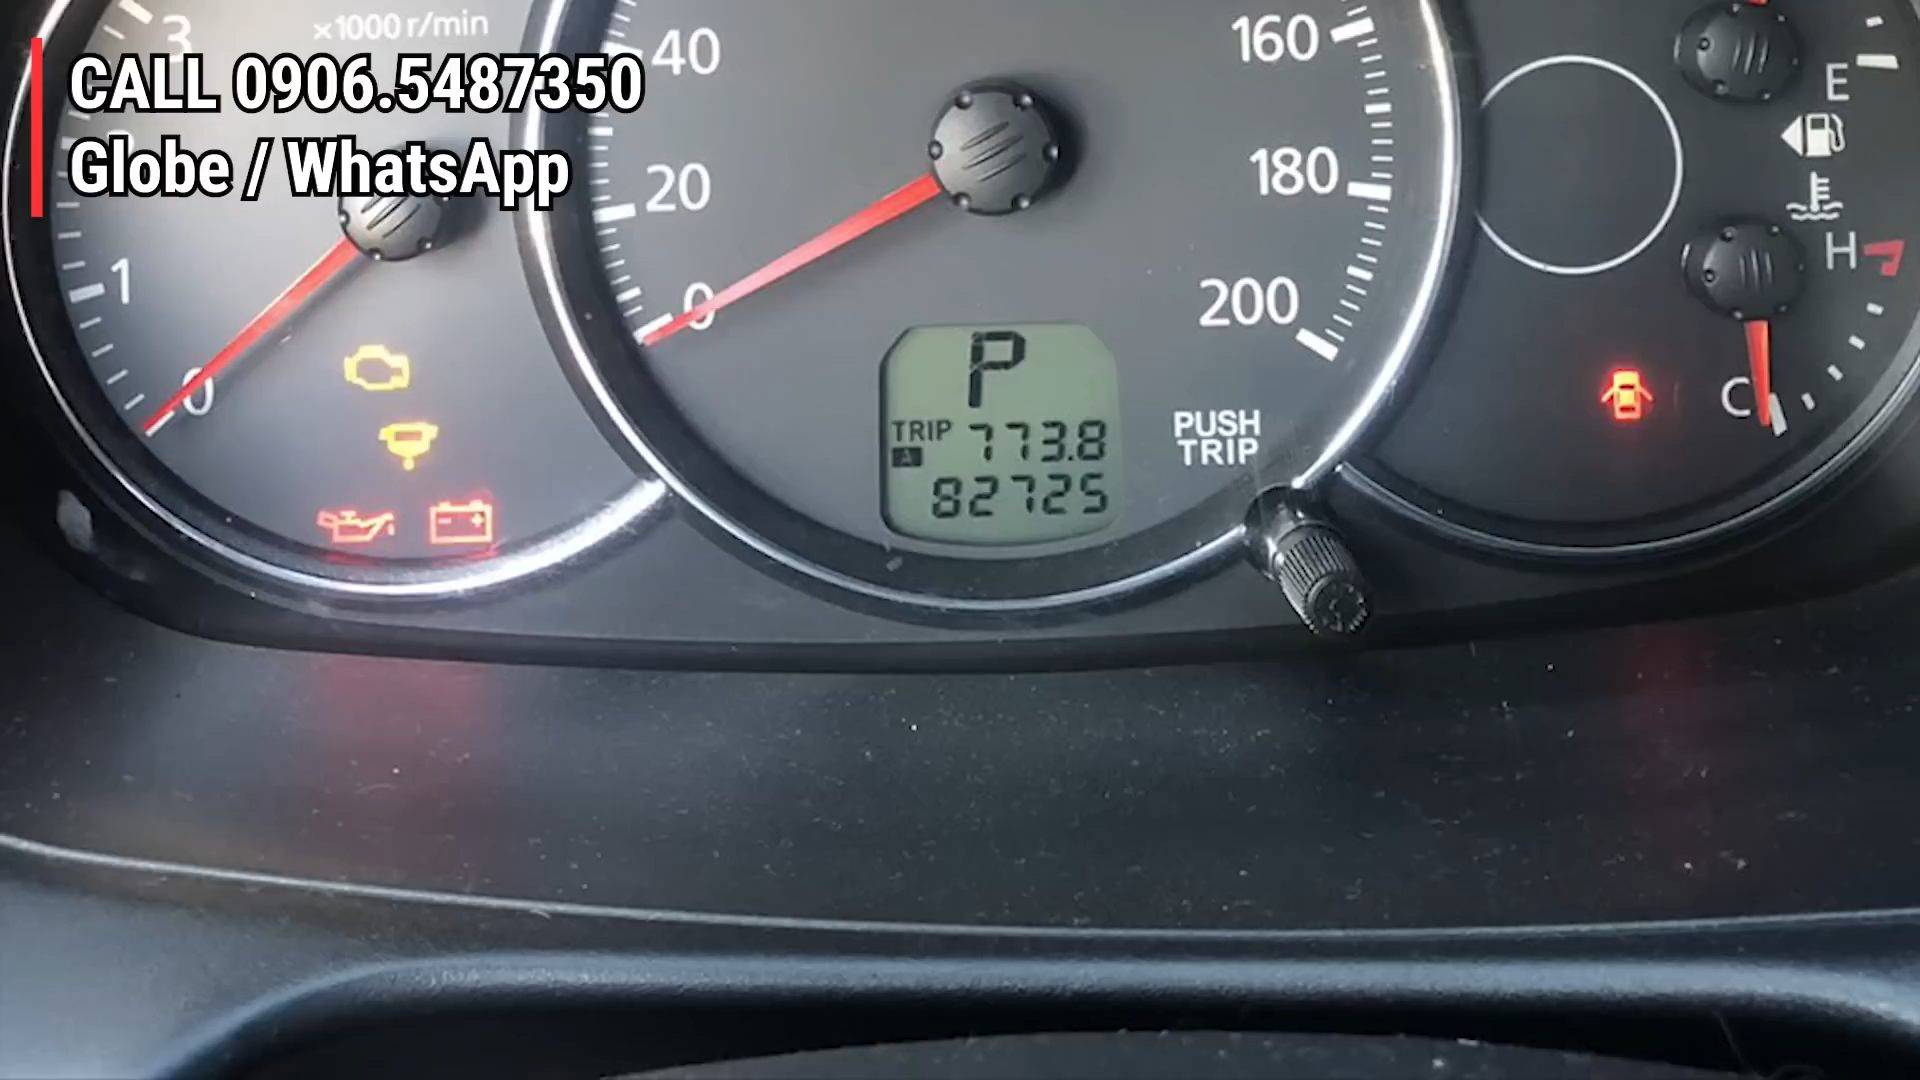 CALL 0906.5487350
Globe / WhatsApp
×1000 r/min
3
1
0
40
20
0
160
180
200
P
TRIP A 773.8
82725
PUSH
TRIP
E
H
C